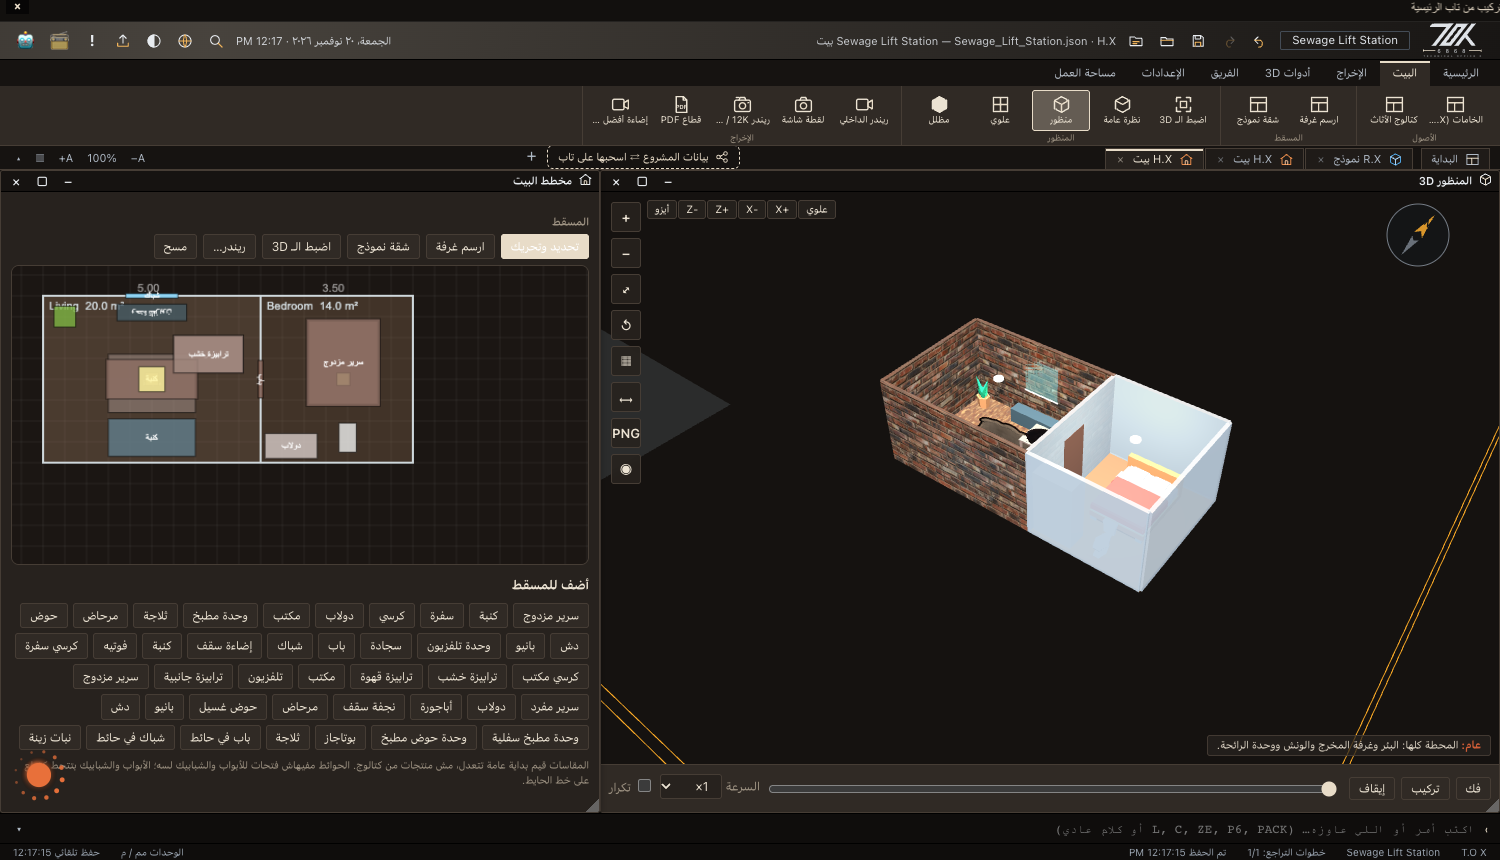 تركيب من تاب الرئيسية
Sewage Lift Station
H.X · Sewage Lift Station — Sewage_Lift_Station.json بيت
الجمعة، ٢٠ نوفمبر ٢٠٢٦ · 12:17 PM
الرئيسية
البيت
الإخراج
أدوات 3D
الفريق
الإعدادات
مساحة العمل
الخامات (X....
كتالوج الأثاث
الأصول
ارسم غرفة
شقة نموذج
المسقط
اضبط الـ 3D
نظرة عامة
منظور
علوي
مظلل
المنظور
ريندر الداخلي
لقطة شاشة
ريندر 12K / ...
قطاع PDF
إضاءة أفضل ...
الإخراج
البداية
R.X نموذج ×
H.X بيت ×
H.X بيت ×
بيانات المشروع ⇄ اسحبها على تاب
+
A−
100%
A+
المنظور 3D
علوي
X+
X-
Z+
Z-
أيزو
PNG
عام: المحطة كلها: البئر وغرفة المخرج والونش ووحدة الرائحة.
فك
تركيب
إيقاف
السرعة
×1
تكرار
مخطط البيت
المسقط
تحديد وتحريك
ارسم غرفة
شقة نموذج
اضبط الـ 3D
ريندر...
مسح
5.00
3.50
Living 20.0 m²
Bedroom 14.0 m²
شباك
ترابيزة خشب
سرير مزدوج
كنبة
كنبة
دولاب
أضف للمسقط
سرير مزدوج
كنبة
سفرة
كرسي
دولاب
مكتب
وحدة مطبخ
ثلاجة
مرحاض
حوض
دش
بانيو
وحدة تلفزيون
سجادة
باب
شباك
إضاءة سقف
كنبة
فوتيه
كرسي سفرة
كرسي مكتب
ترابيزة خشب
ترابيزة قهوة
مكتب
تلفزيون
ترابيزة جانبية
سرير مزدوج
سرير مفرد
دولاب
أباجورة
نجفة سقف
مرحاض
حوض غسيل
بانيو
دش
وحدة مطبخ سفلية
وحدة حوض مطبخ
بوتاجاز
ثلاجة
باب في حائط
شباك في حائط
نبات زينة
المقاسات قيم بداية عامة تتعدل، مش منتجات من كتالوج. الحوائط مفيهاش فتحات للأبواب والشبابيك لسه؛ الأبواب والشبابيك بتتحط
على خط الحايط.
اكتب أمر أو اللي عاوزه… (L, C, ZE, P6, PACK أو كلام عادي)
T.O X
Sewage Lift Station
خطوات التراجع: 1/1
تم الحفظ 12:17:15 PM
الوحدات مم / م
حفظ تلقائي 12:17:15